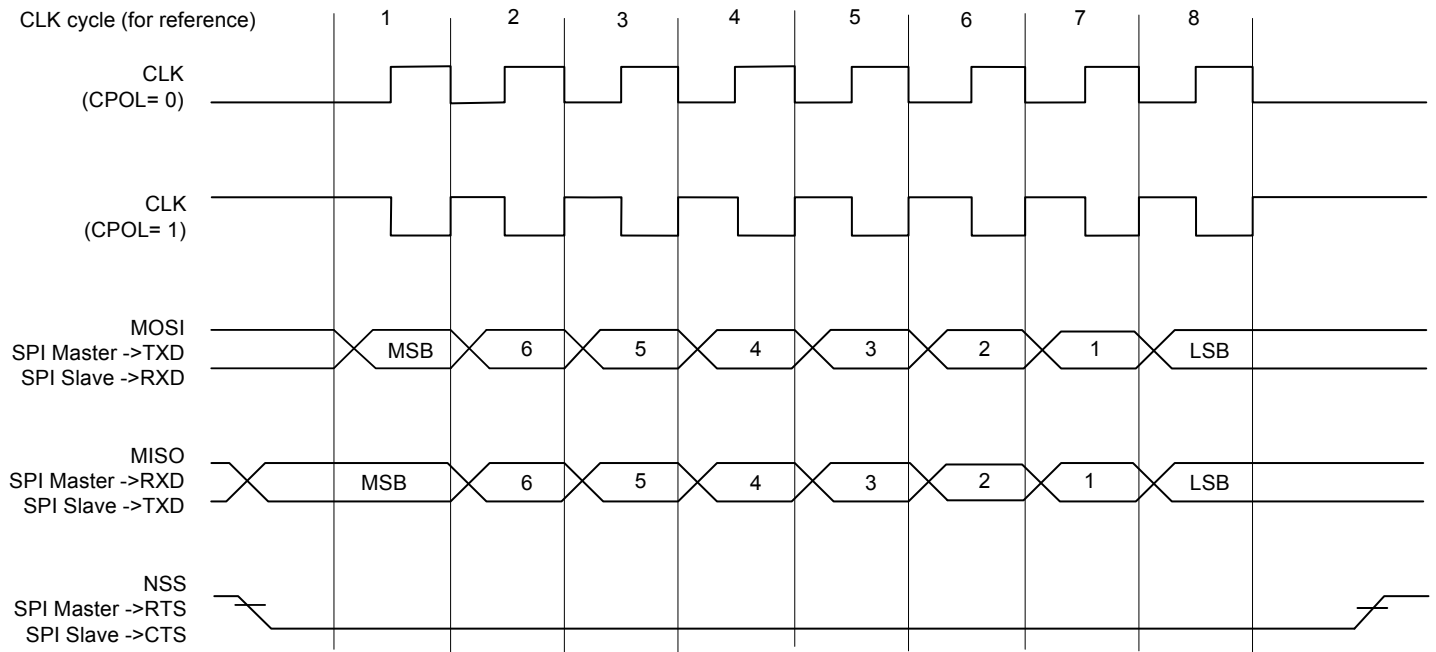 CLK cycle (for reference) 1 2 3 4 5 6 7 8
CLK
(CPOL= 0)
CLK
(CPOL= 1)
MOSI
SPI Master ->TXD
SPI Slave ->RXD
MSB 6 5 4 3 2 1 LSB
MISO
SPI Master ->RXD
SPI Slave ->TXD
MSB 6 5 4 3 2 1 LSB
NSS
SPI Master ->RTS
SPI Slave ->CTS